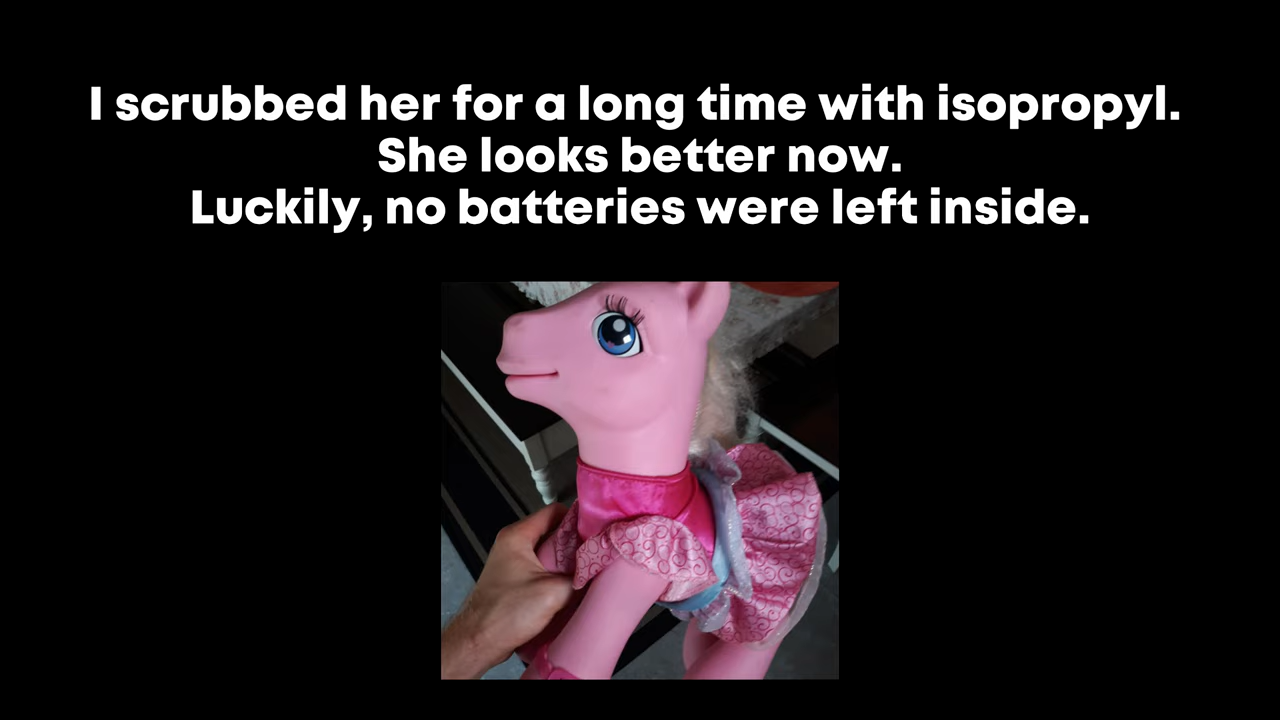 I scrubbed her for a long time with isopropyl.
She looks better now.
Luckily, no batteries were left inside.